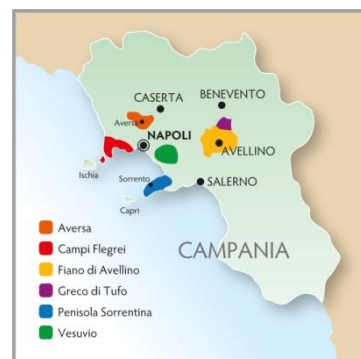 CASERTA
BENEVENTO
Aversa
NAPOLI
AVELLINO
Ischia
Sorrento
SALERNO
Capri
CAMPANIA
Aversa
Campi Flegrei
Fiano di Avellino
Greco di Tufo
Penisola Sorrentina
Vesuvio